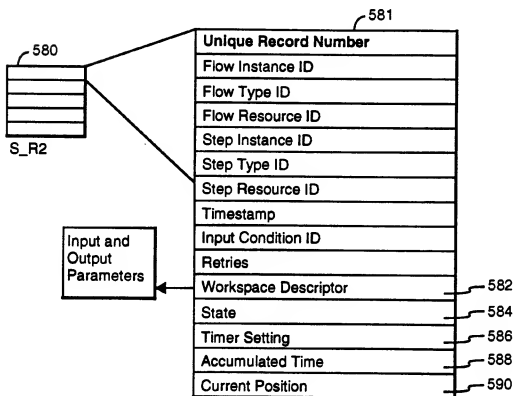 581
580
Unique Record Number
Flow Instance ID
Flow Type ID
Flow Resource ID
Step Instance ID
S_R2
Step Type ID
Step Resource ID
Timestamp
Input and
Output
Parameters
Input Condition ID
Retries
Workspace Descriptor 582
State 584
Timer Setting 586
Accumulated Time 588
Current Position 590